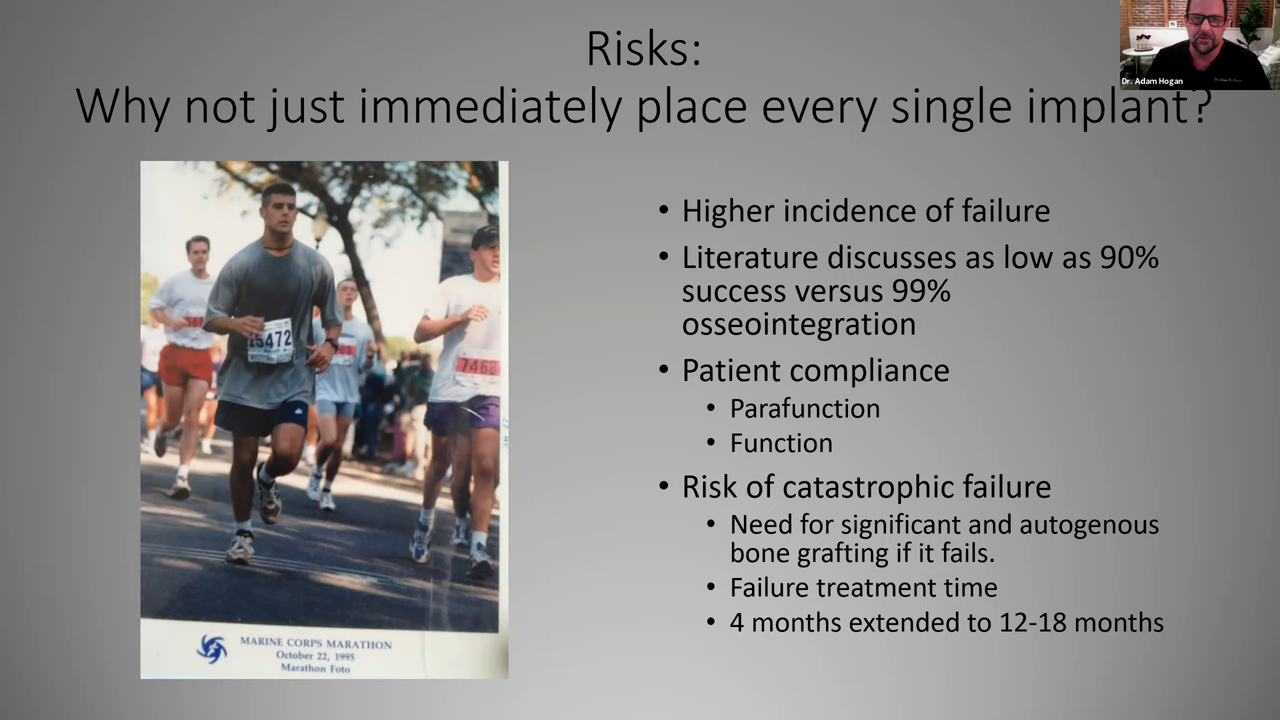 Risks:
Why not just immediately place every single implant?
Dr. Adam Hogan
• Higher incidence of failure
• Literature discusses as low as 90%
success versus 99%
osseointegration
• Patient compliance
• Parafunction
• Function
• Risk of catastrophic failure
• Need for significant and autogenous
bone grafting if it fails.
• Failure treatment time
• 4 months extended to 12-18 months
15472
7468
MARINE CORPS MARATHON
October 22, 1995
Marathon Foto